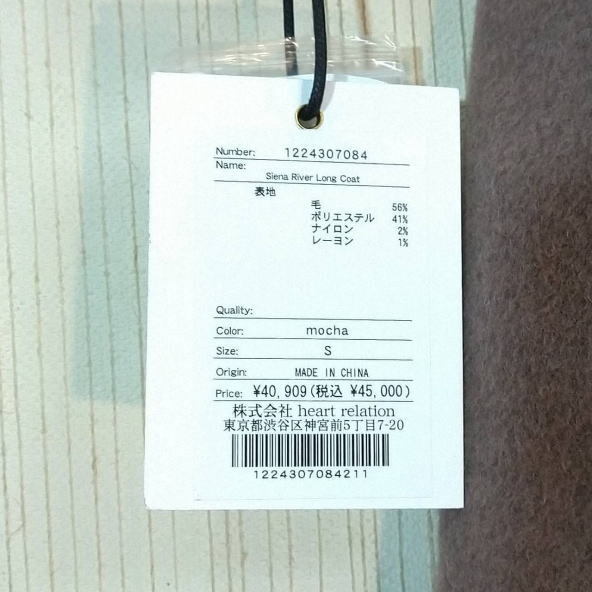 Number: 1224307084
Name:
Siena River Long Coat
表地
毛 56%
ポリエステル 41%
ナイロン 2%
レーヨン 1%
Quality:
Color: mocha
Size: S
Origin: MADE IN CHINA
Price: ¥40,909(税込 ¥45,000)
株式会社 heart relation
東京都渋谷区神宮前5丁目7-20
1224307084211